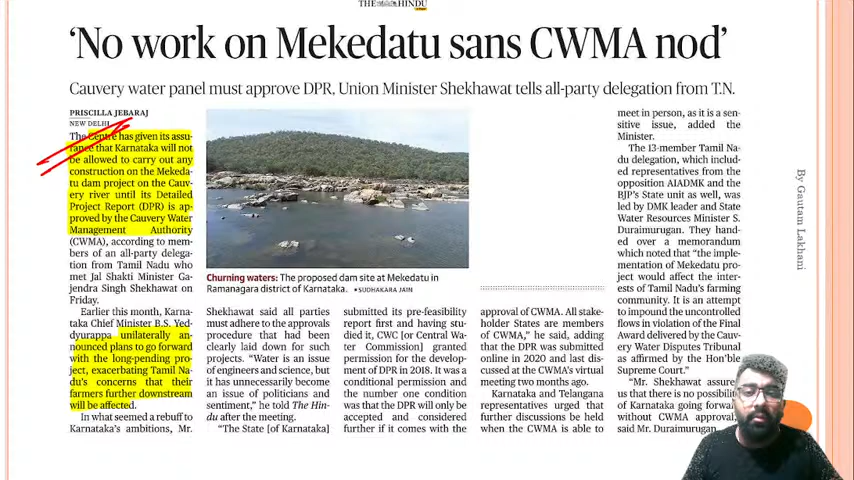 THE HINDU
‘No work on Mekedatu sans CWMA nod’
Cauvery water panel must approve DPR, Union Minister Shekhawat tells all-party delegation from T.N.
PRISCILLA JEBARAJ
NEW DELHI
The Centre has given its assu-
rance that Karnataka will not
be allowed to carry out any
construction on the Mekeda-
tu dam project on the Cauv-
ery river until its Detailed
Project Report (DPR) is ap-
proved by the Cauvery Water
Management Authority
(CWMA), according to mem-
bers of an all-party delega-
tion from Tamil Nadu who
met Jal Shakti Minister Ga-
jendra Singh Shekhawat on
Friday.
Earlier this month, Karna-
taka Chief Minister B.S. Yed-
dyurappa unilaterally an-
nounced plans to go forward
with the long-pending pro-
ject, exacerbating Tamil Na-
du’s concerns that their
farmers further downstream
will be affected.
In what seemed a rebuff to
Karnataka’s ambitions, Mr.
Churning waters: The proposed dam site at Mekedatu in
Ramanagara district of Karnataka. •SUDHAKARA JAIN
Shekhawat said all parties
must adhere to the approvals
procedure that had been
clearly laid down for such
projects. “Water is an issue
of engineers and science, but
it has unnecessarily become
an issue of politicians and
sentiment,” he told The Hin-
du after the meeting.
“The State [of Karnataka]
submitted its pre-feasibility
report first and having stu-
died it, CWC [or Central Wa-
ter Commission] granted
permission for the develop-
ment of DPR in 2018. It was a
conditional permission and
the number one condition
was that the DPR will only be
accepted and considered
further if it comes with the
approval of CWMA. All stake-
holder States are members
of CWMA,” he said, adding
that the DPR was submitted
online in 2020 and last dis-
cussed at the CWMA’s virtual
meeting two months ago.
Karnataka and Telangana
representatives urged that
further discussions be held
when the CWMA is able to
meet in person, as it is a sen-
sitive issue, added the
Minister.
The 13-member Tamil Na-
du delegation, which includ-
ed representatives from the
opposition AIADMK and the
BJP’s State unit as well, was
led by DMK leader and State
Water Resources Minister S.
Duraimurugan. They hand-
ed over a memorandum
which noted that “the imple-
mentation of Mekedatu pro-
ject would affect the inter-
ests of Tamil Nadu’s farming
community. It is an attempt
to impound the uncontrolled
flows in violation of the Final
Award delivered by the Cauv-
ery Water Disputes Tribunal
as affirmed by the Hon’ble
Supreme Court.”
“Mr. Shekhawat assure
us that there is no possibili
of Karnataka going forwar
without CWMA approval,
said Mr. Duraimurugan.
By Gautam Lakhani